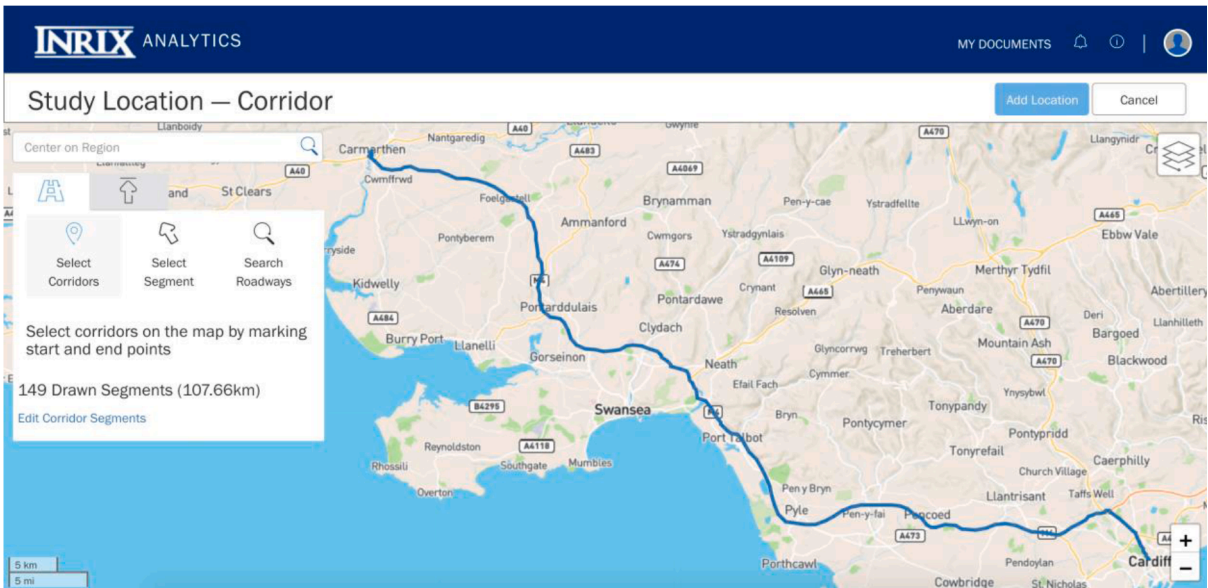 INRIX ANALYTICS
MY DOCUMENTS
Study Location — Corridor
Add Location
Cancel
Center on Region
Select
Corridors
Select
Segment
Search
Roadways
Select corridors on the map by marking
start and end points
149 Drawn Segments (107.66km)
Edit Corridor Segments
Llanboidy
Nantgaredig
A40
A483
A470
Llangynidr
Carmarthen
A40
A4069
Cwmffrwd
and
St Clears
Brynamman
Pen-y-cae
Ystradfellte
Ammanford
LLwyn-on
A465
Pontyberem
Cwmgors
Ystradgynlais
Ebbw Vale
A474
A4109
Glyn-neath
Merthyr Tydfil
Kidwelly
M4
Crynant
A465
Penywaun
Abertillery
Pontarddulais
Pontardawe
Resolven
Aberdare
Deri
A484
Clydach
A470
Llanhilleth
Burry Port
Llanelli
Mountain Ash
Bargoed
Gorseinon
Neath
Glyncorrwg
Treherbert
A470
Blackwood
Efail Fach
Cymmer
Ynysybwl
B4295
Swansea
M4
Bryn
Tonypandy
Pontycymer
Reynoldston
A4118
Port Talbot
Pontypridd
Tonyrefail
Rhossili
Southgate
Mumbles
Church Village
Caerphilly
Overton
Pen y Bryn
Llantrisant
Taffs Well
Pyle
Pen-y-fai
Pencoed
A473
M4
Porthcawl
Pendoylan
Cardiff
Cowbridge
St. Nicholas
5 km
5 mi
+
−